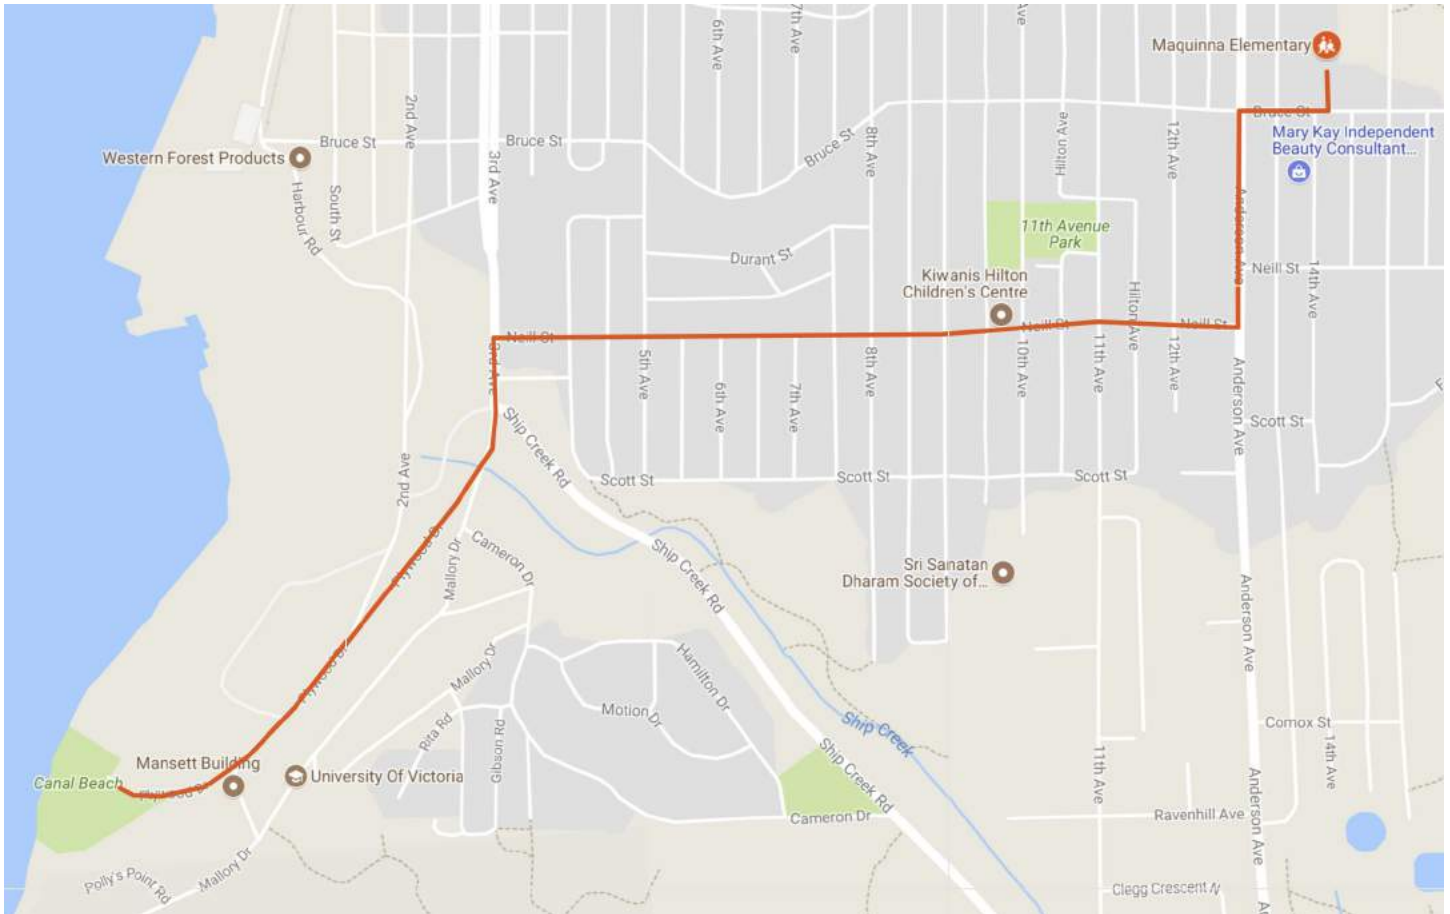 6th Ave
7th Ave
Ave
Maquinna Elementary
2nd Ave
Bruce St
Mary Kay Independent
Beauty Consultant...
Bruce St
Bruce St
Bruce St
8th Ave
Hilton Ave
12th Ave
Western Forest Products
3rd Ave
Harbour Rd
South St
Anderson Ave
11th Avenue
Park
Durant St
Neill St
14th Ave
Kiwanis Hilton
Children's Centre
Hilton Ave
Neill St
Neill St
Neill St
3rd Ave
5th Ave
6th Ave
7th Ave
8th Ave
10th Ave
11th Ave
12th Ave
Anderson Ave
Ship Creek Rd
Scott St
2nd Ave
Scott St
Scott St
Scott St
Plywood Dr
Mallory Dr
Cameron Dr
Ship Creek Rd
Sri Sanatan
Dharam Society of...
Anderson Ave
Plywood Dr
Mallory Dr
Hamilton Dr
Rita Rd
Motion Dr
Gibson Rd
Ship Creek
Ship Creek Rd
Comox St
14th Ave
11th Ave
Mansett Building
University Of Victoria
Canal Beach
Plywood Dr
Cameron Dr
Ravenhill Ave
Anderson Ave
Polly's Point Rd
Mallory Dr
Clegg Crescent N